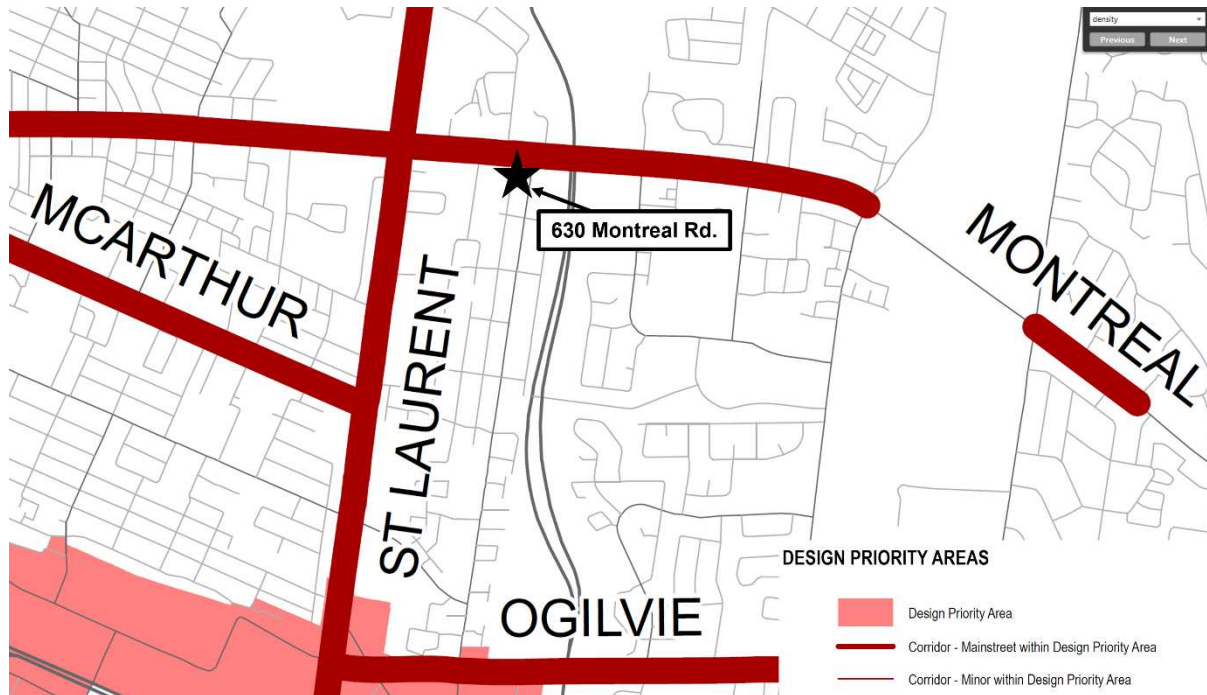 density
Previous Next
630 Montreal Rd.
MCARTHUR
MONTREAL
ST LAURENT
OGILVIE
DESIGN PRIORITY AREAS
Design Priority Area
Corridor - Mainstreet within Design Priority Area
Corridor - Minor within Design Priority Area